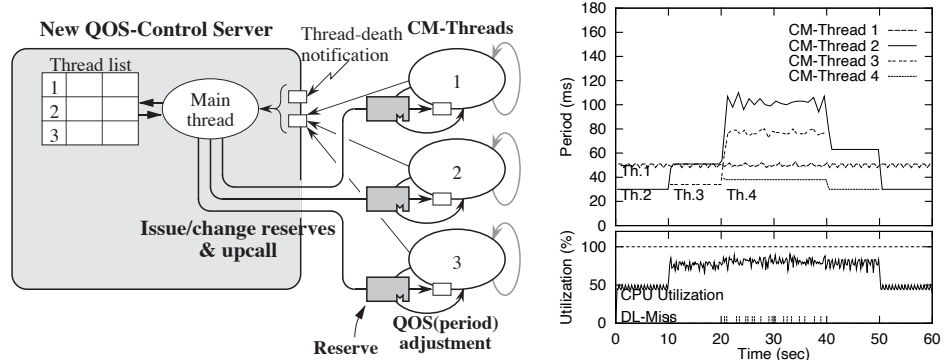 New QOS-Control Server
Thread list
1
2
3
Main
thread
Thread-death
notification
CM-Threads
1
2
3
Issue/change reserves
& upcall
QOS(period)
adjustment
Reserve
180
160
140
120
100
80
60
40
20
0
Period (ms)
CM-Thread 1
CM-Thread 2
CM-Thread 3
CM-Thread 4
Th.1
Th.2
Th.3
Th.4
100
50
0
Utilization (%)
CPU Utilization
DL-Miss
0
10
20
30
40
50
60
Time (sec)